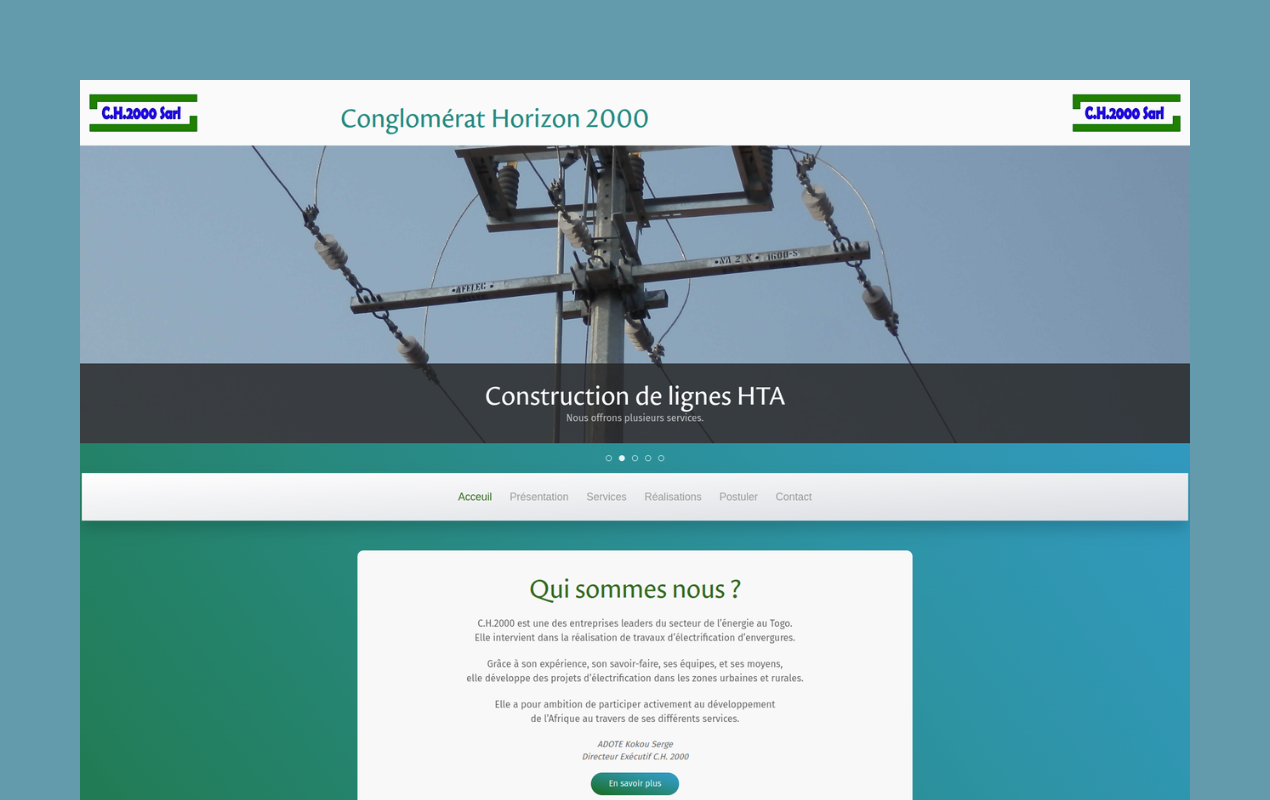 C.H.2000 Sarl
Conglomérat Horizon 2000
C.H.2000 Sarl
•AFELEC•
Construction de lignes HTA
Nous offrons plusieurs services.
Acceuil Présentation Services Réalisations Postuler Contact
Qui sommes nous ?
C.H.2000 est une des entreprises leaders du secteur de l'énergie au Togo.
Elle intervient dans la réalisation de travaux d'électrification d'envergures.
Grâce à son expérience, son savoir-faire, ses équipes, et ses moyens,
elle développe des projets d'électrification dans les zones urbaines et rurales.
Elle a pour ambition de participer activement au développement
de l'Afrique au travers de ses différents services.
ADOTE Kokou Serge
Directeur Exécutif C.H. 2000
En savoir plus